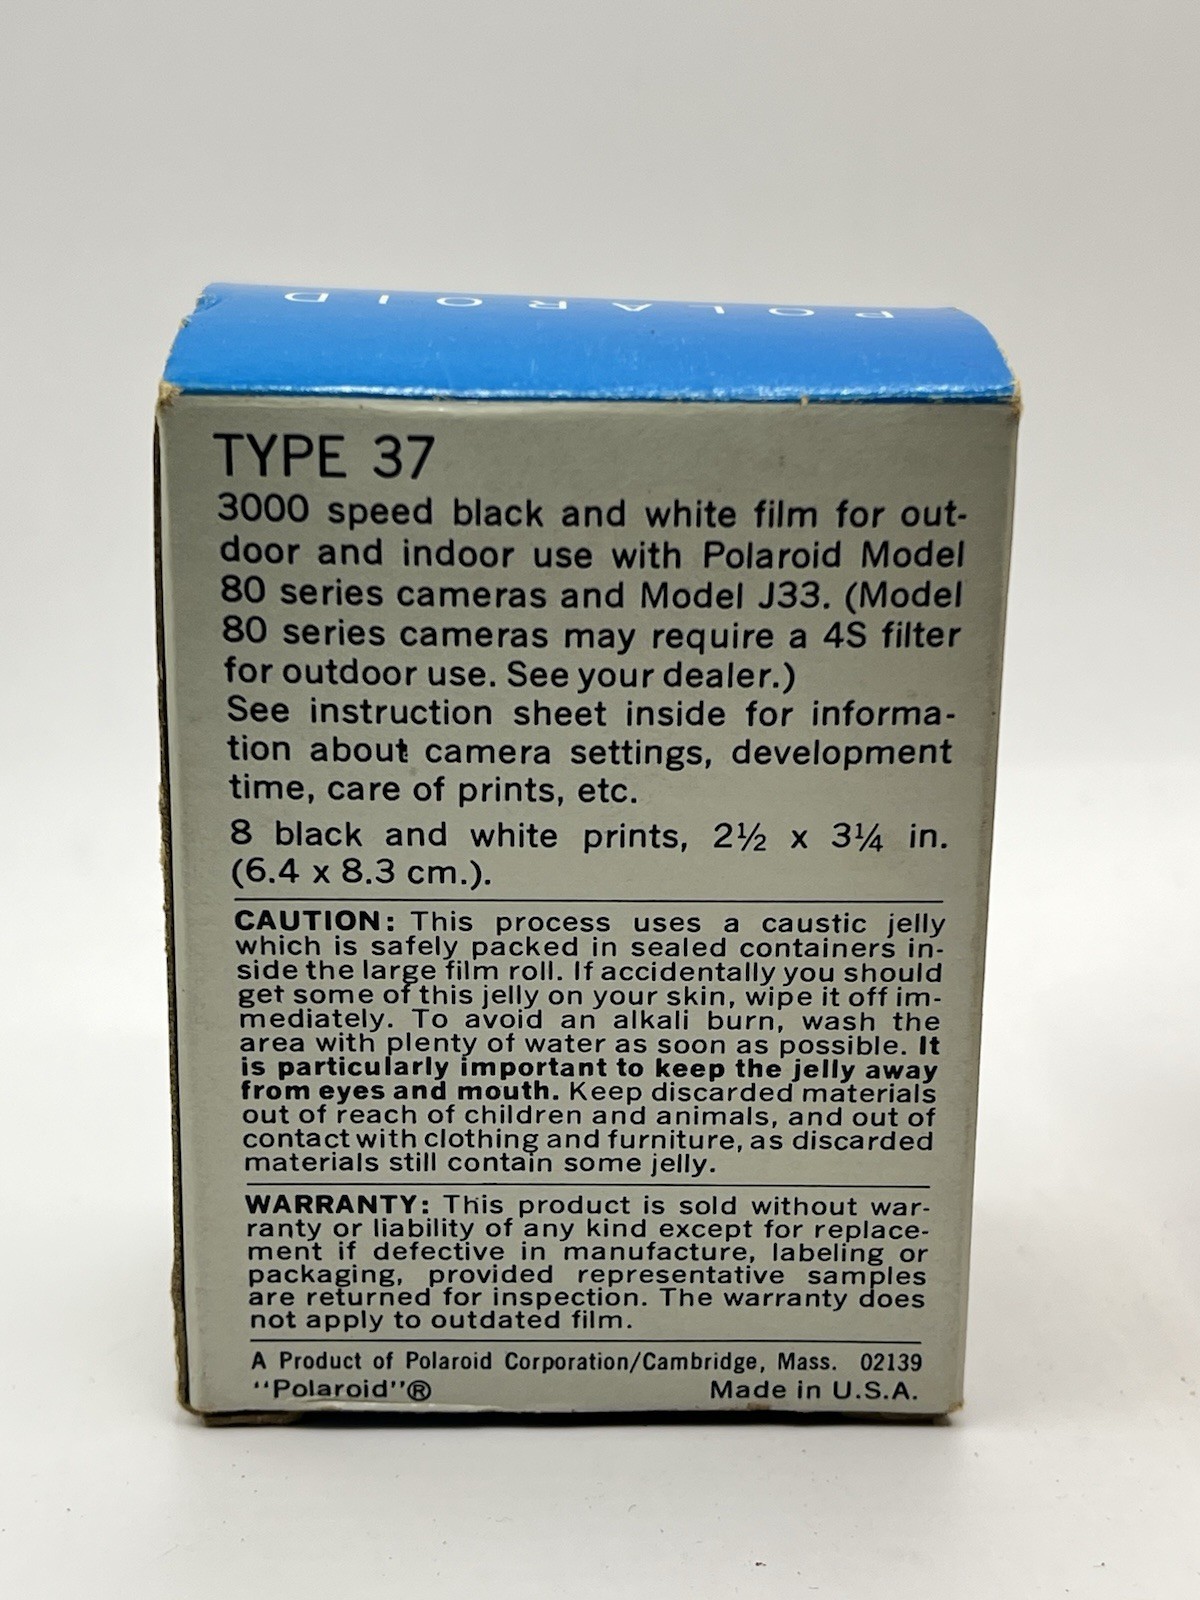 POLAROID
TYPE 37
3000 speed black and white film for out-
door and indoor use with Polaroid Model
80 series cameras and Model J33. (Model
80 series cameras may require a 4S filter
for outdoor use. See your dealer.)
See instruction sheet inside for informa-
tion about camera settings, development
time, care of prints, etc.
8 black and white prints, 2½ x 3¼ in.
(6.4 x 8.3 cm.).
CAUTION: This process uses a caustic jelly
which is safely packed in sealed containers in-
side the large film roll. If accidentally you should
get some of this jelly on your skin, wipe it off im-
mediately. To avoid an alkali burn, wash the
area with plenty of water as soon as possible. It
is particularly important to keep the jelly away
from eyes and mouth. Keep discarded materials
out of reach of children and animals, and out of
contact with clothing and furniture, as discarded
materials still contain some jelly.
WARRANTY: This product is sold without war-
ranty or liability of any kind except for replace-
ment if defective in manufacture, labeling or
packaging, provided representative samples
are returned for inspection. The warranty does
not apply to outdated film.
A Product of Polaroid Corporation/Cambridge, Mass. 02139
"Polaroid"® Made in U.S.A.